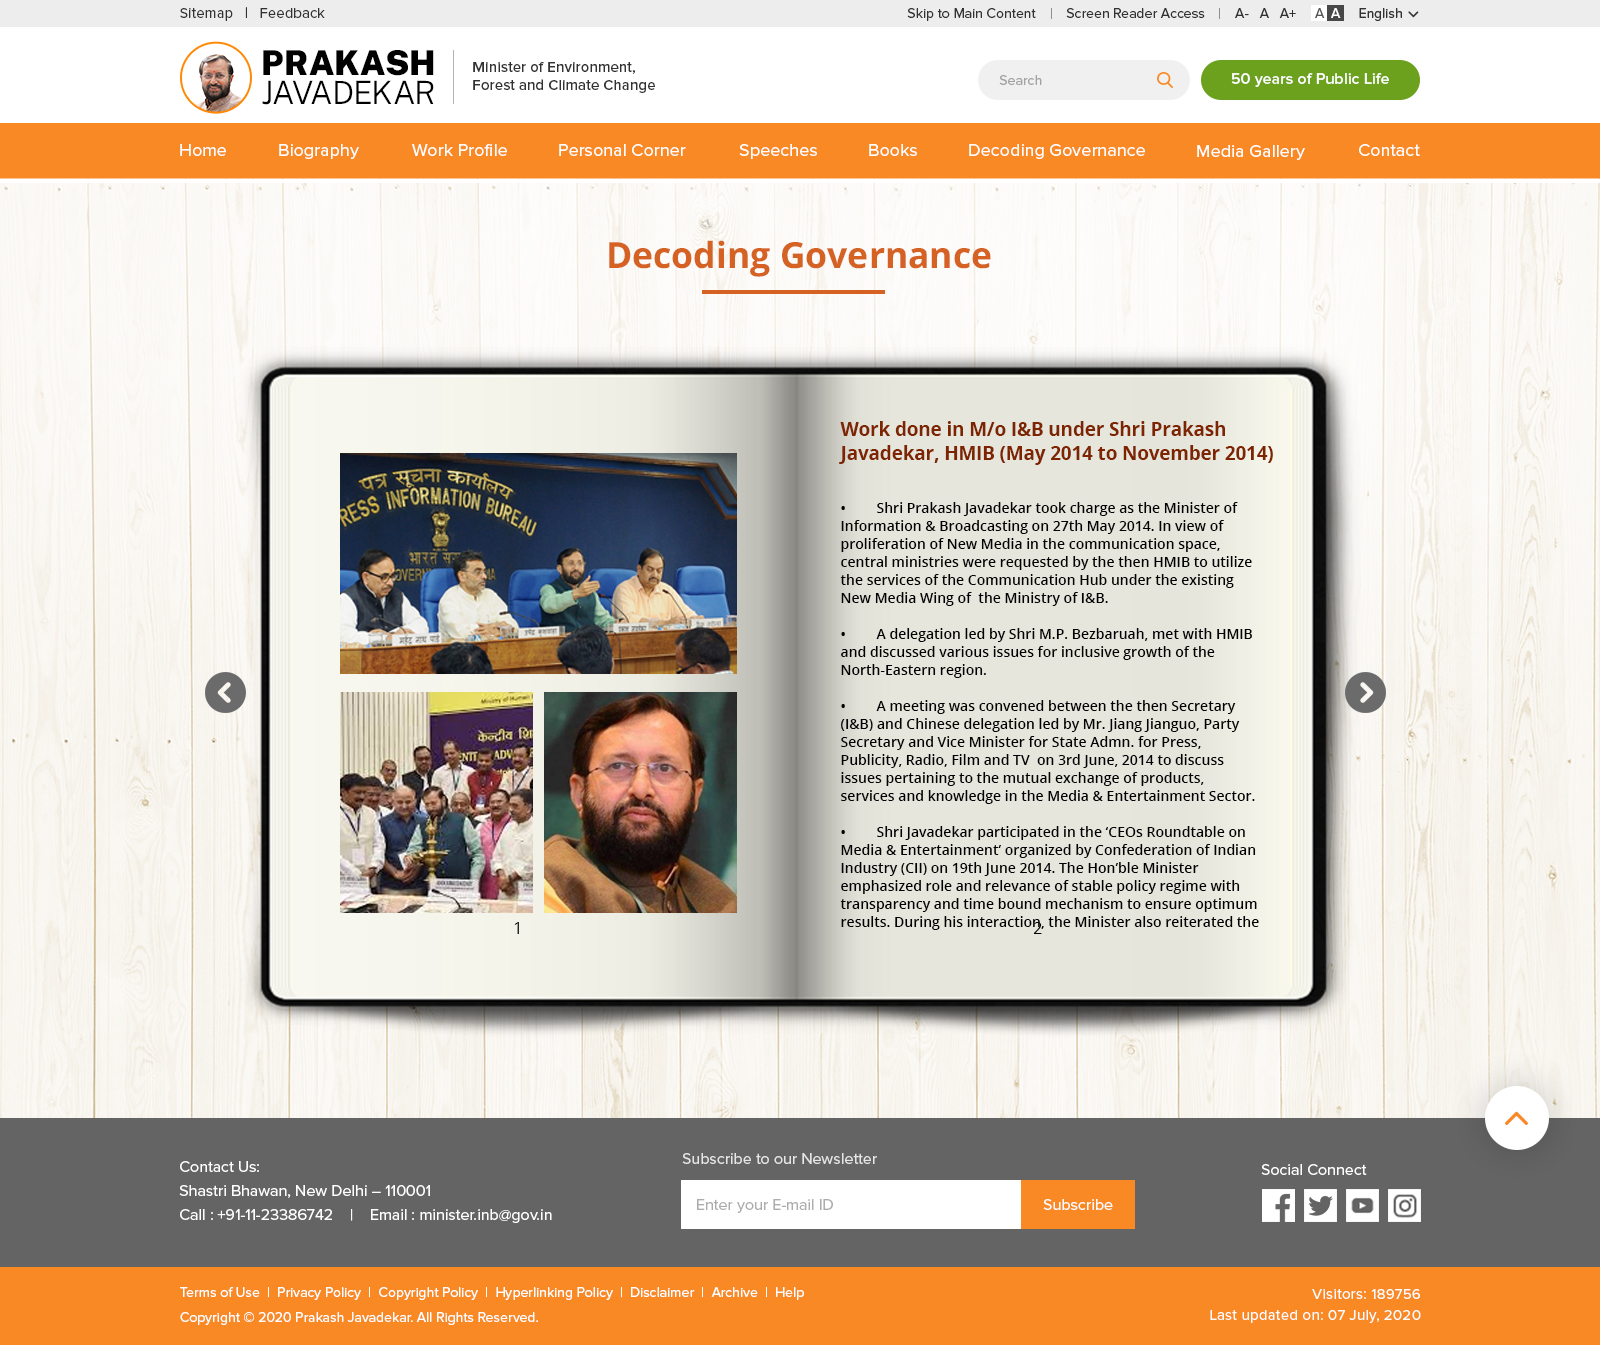 Sitemap | Feedback
Skip to Main Content | Screen Reader Access | A- A A+ A A English
PRAKASH
JAVADEKAR
Minister of Environment,
Forest and Climate Change
Search
50 years of Public Life
Home Biography Work Profile Personal Corner Speeches Books Decoding Governance Media Gallery Contact
Decoding Governance
पत्र सूचना कार्यालय
PRESS INFORMATION BUREAU
भारत
1
Work done in M/o I&B under Shri Prakash
Javadekar, HMIB (May 2014 to November 2014)
• Shri Prakash Javadekar took charge as the Minister of
Information & Broadcasting on 27th May 2014. In view of
proliferation of New Media in the communication space,
central ministries were requested by the then HMIB to utilize
the services of the Communication Hub under the existing
New Media Wing of the Ministry of I&B.
• A delegation led by Shri M.P. Bezbaruah, met with HMIB
and discussed various issues for inclusive growth of the
North-Eastern region.
• A meeting was convened between the then Secretary
(I&B) and Chinese delegation led by Mr. Jiang Jianguo, Party
Secretary and Vice Minister for State Admn. for Press,
Publicity, Radio, Film and TV on 3rd June, 2014 to discuss
issues pertaining to the mutual exchange of products,
services and knowledge in the Media & Entertainment Sector.
• Shri Javadekar participated in the 'CEOs Roundtable on
Media & Entertainment' organized by Confederation of Indian
Industry (CII) on 19th June 2014. The Hon'ble Minister
emphasized role and relevance of stable policy regime with
transparency and time bound mechanism to ensure optimum
results. During his interaction, the Minister also reiterated the
2
Contact Us:
Shastri Bhawan, New Delhi – 110001
Call : +91-11-23386742 | Email : minister.inb@gov.in
Subscribe to our Newsletter
Enter your E-mail ID
Subscribe
Social Connect
Terms of Use | Privacy Policy | Copyright Policy | Hyperlinking Policy | Disclaimer | Archive | Help
Copyright © 2020 Prakash Javadekar. All Rights Reserved.
Visitors: 189756
Last updated on: 07 July, 2020